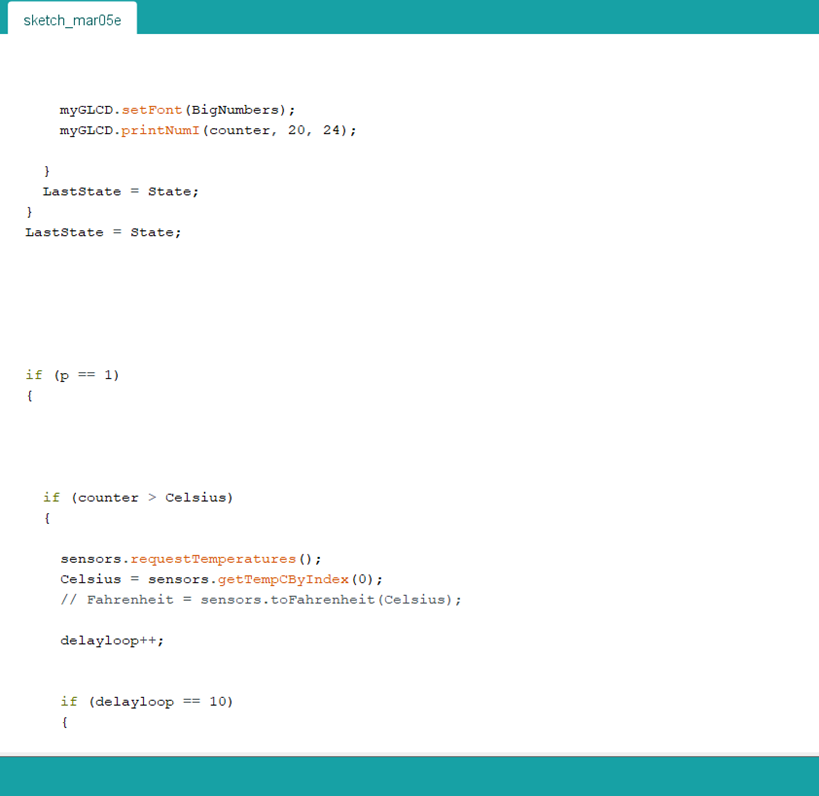 sketch_mar05e
myGLCD.setFont(BigNumbers);
myGLCD.printNumI(counter, 20, 24);
}
LastState = State;
}
LastState = State;
if (p == 1)
{
if (counter > Celsius)
{
sensors.requestTemperatures();
Celsius = sensors.getTempCByIndex(0);
// Fahrenheit = sensors.toFahrenheit(Celsius);
delayloop++;
if (delayloop == 10)
{